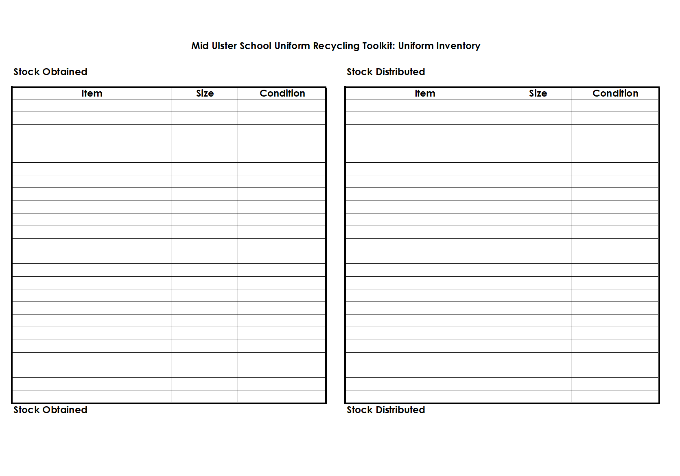 Mid Ulster School Uniform Recycling Toolkit: Uniform Inventory
Stock Obtained
Stock Distributed
Item Size Condition
Item Size Condition
Stock Obtained
Stock Distributed